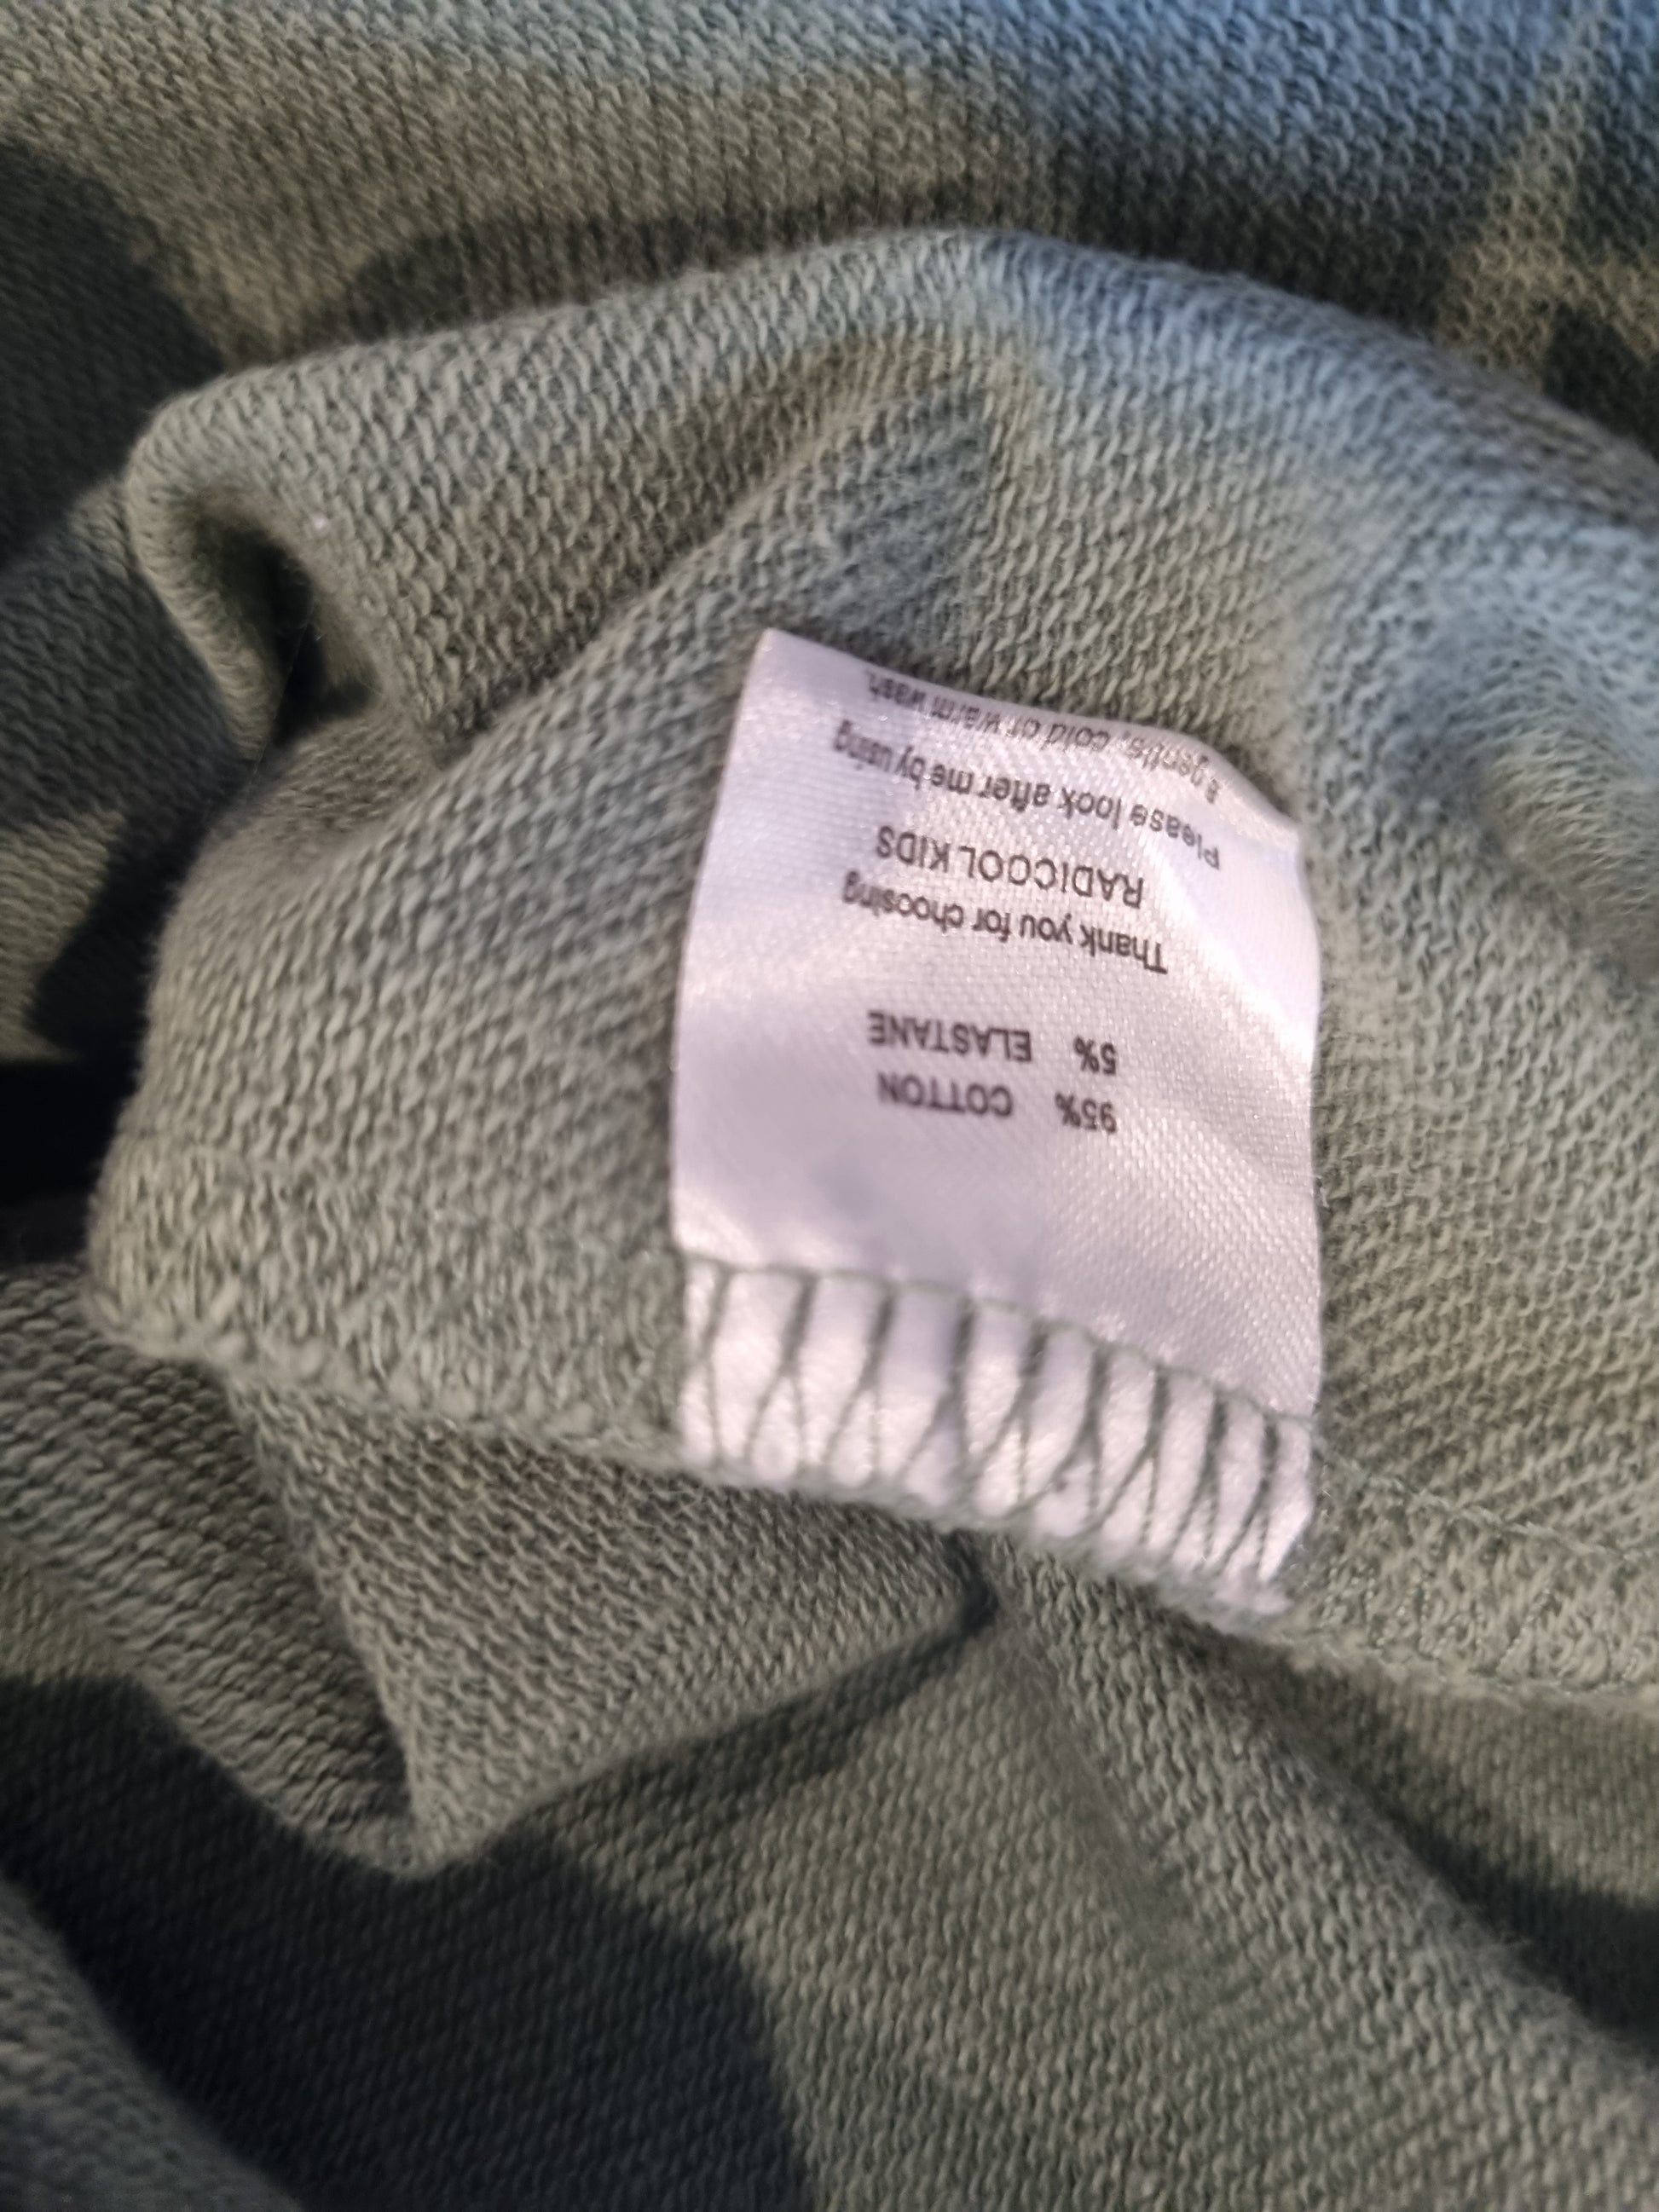 95% COTTON
5% ELASTANE
Thank you for choosing
RADICOOL KIDS
Please look after me by using
a gentle, cold or warm wash.